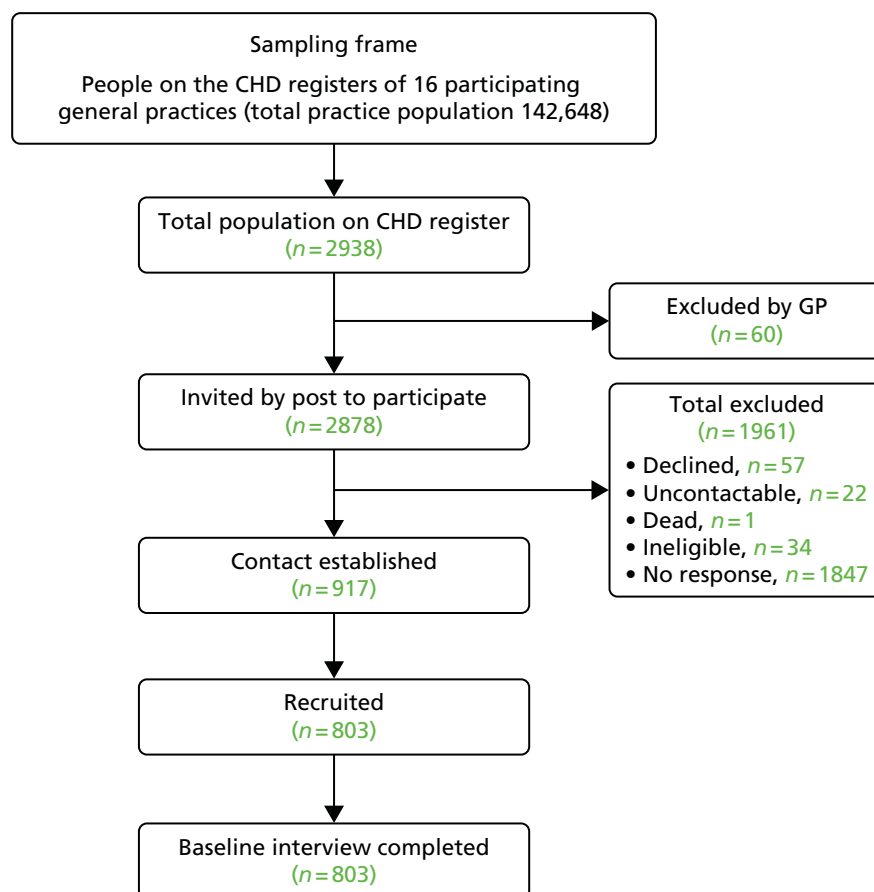 Sampling frame
People on the CHD registers of 16 participating
general practices (total practice population 142,648)
Total population on CHD register
(n=2938)
Excluded by GP
(n=60)
Invited by post to participate
(n=2878)
Total excluded
(n=1961)
• Declined, n=57
• Uncontactable, n=22
• Dead, n=1
• Ineligible, n=34
• No response, n=1847
Contact established
(n=917)
Recruited
(n=803)
Baseline interview completed
(n=803)